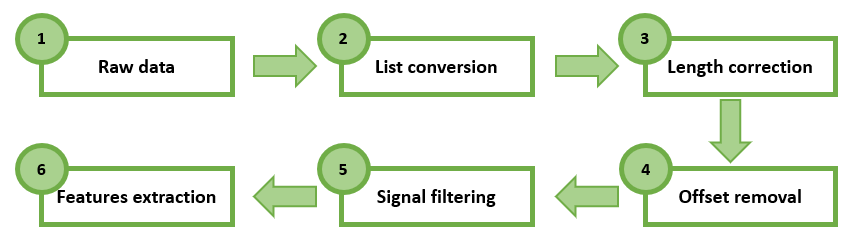 1
Raw data
2
List conversion
3
Length correction
4
Offset removal
5
Signal filtering
6
Features extraction